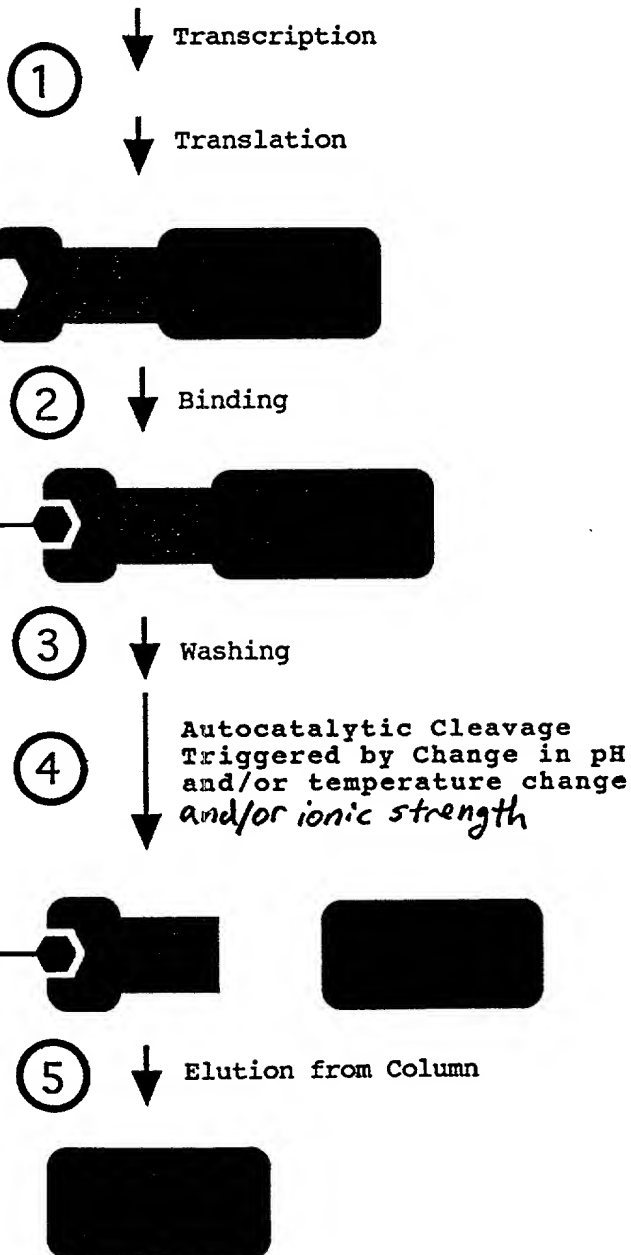 Transcription
1
Translation
2
Binding
3
Washing
4
Autocatalytic Cleavage
Triggered by Change in pH
and/or temperature change
and/or ionic strength
5
Elution from Column